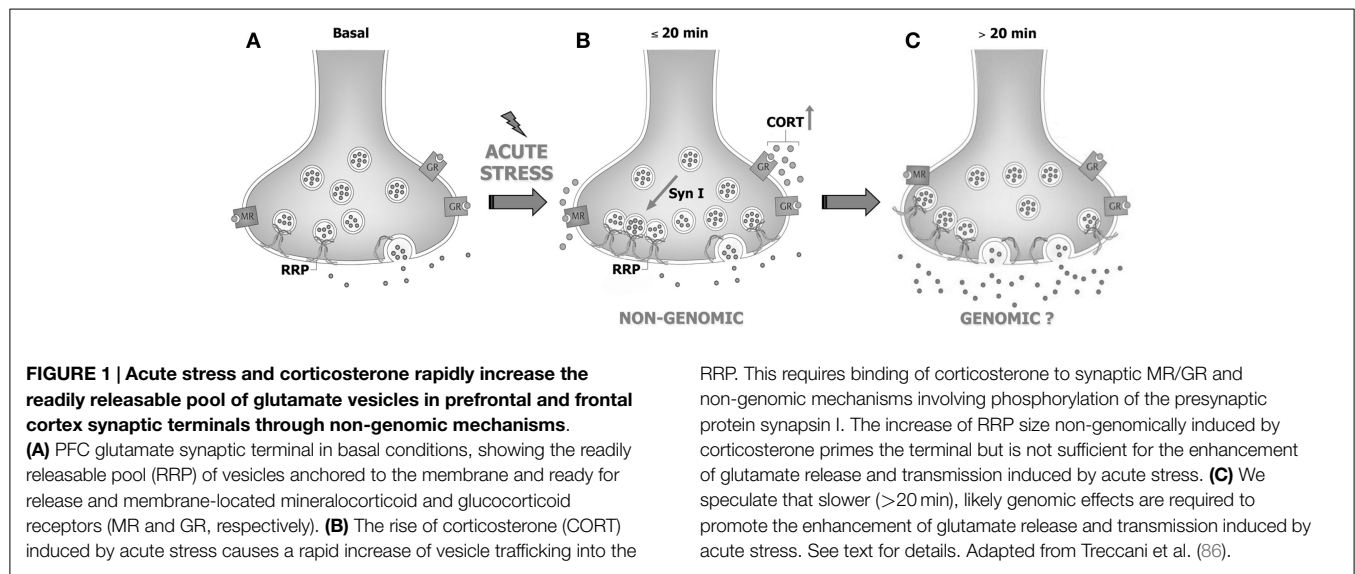 A
Basal
B
≤ 20 min
C
> 20 min
ACUTE
STRESS
CORT
Syn I
GR
GR
MR
RRP
GR
GR
MR
RRP
GR
GR
MR
NON-GENOMIC
GENOMIC ?
FIGURE 1 | Acute stress and corticosterone rapidly increase the
readily releasable pool of glutamate vesicles in prefrontal and frontal
cortex synaptic terminals through non-genomic mechanisms.
(A) PFC glutamate synaptic terminal in basal conditions, showing the readily
releasable pool (RRP) of vesicles anchored to the membrane and ready for
release and membrane-located mineralocorticoid and glucocorticoid
receptors (MR and GR, respectively). (B) The rise of corticosterone (CORT)
induced by acute stress causes a rapid increase of vesicle trafficking into the
RRP. This requires binding of corticosterone to synaptic MR/GR and
non-genomic mechanisms involving phosphorylation of the presynaptic
protein synapsin I. The increase of RRP size non-genomically induced by
corticosterone primes the terminal but is not sufficient for the enhancement
of glutamate release and transmission induced by acute stress. (C) We
speculate that slower (>20 min), likely genomic effects are required to
promote the enhancement of glutamate release and transmission induced by
acute stress. See text for details. Adapted from Treccani et al. (86).